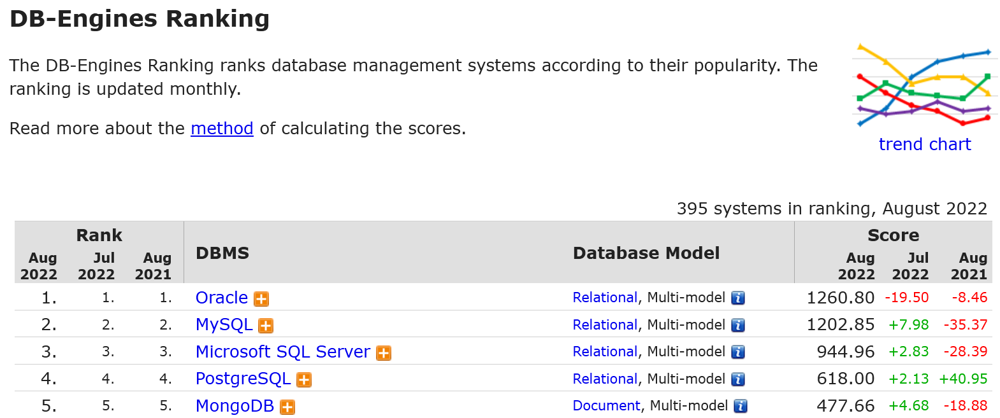 DB-Engines Ranking
The DB-Engines Ranking ranks database management systems according to their popularity. The
ranking is updated monthly.
Read more about the method of calculating the scores.
trend chart
395 systems in ranking, August 2022
Rank DBMS Database Model Score
Aug 2022 Jul 2022 Aug 2021 Aug 2022 Jul 2022 Aug 2021
1. 1. 1. Oracle Relational, Multi-model 1260.80 -19.50 -8.46
2. 2. 2. MySQL Relational, Multi-model 1202.85 +7.98 -35.37
3. 3. 3. Microsoft SQL Server Relational, Multi-model 944.96 +2.83 -28.39
4. 4. 4. PostgreSQL Relational, Multi-model 618.00 +2.13 +40.95
5. 5. 5. MongoDB Document, Multi-model 477.66 +4.68 -18.88